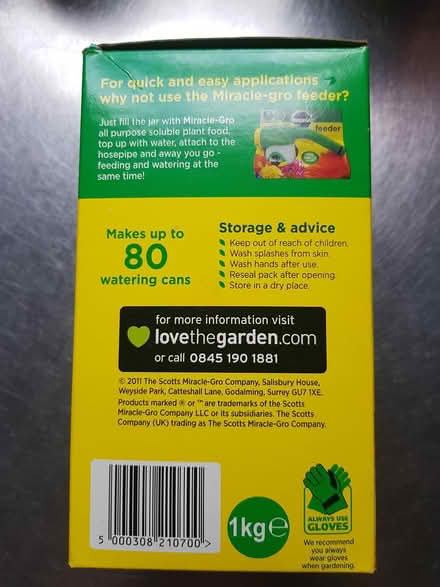 For quick and easy applications
why not use the Miracle-gro feeder?
Just fill the jar with Miracle-Gro
all purpose soluble plant food,
top up with water, attach to the
hosepipe and away you go -
feeding and watering at the
same time!
feeder
Makes up to
80
watering cans
Storage & advice
Keep out of reach of children.
Wash splashes from skin.
Wash hands after use.
Reseal pack after opening.
Store in a dry place.
for more information visit
lovethegarden.com
or call 0845 190 1881
© 2011 The Scotts Miracle-Gro Company, Salisbury House,
Weyside Park, Catteshall Lane, Godalming, Surrey GU7 1XE.
Products marked ® or ™ are trademarks of the Scotts
Miracle-Gro Company LLC or its subsidiaries. The Scotts
Company (UK) trading as The Scotts Miracle-Gro Company.
5 000308 210700 >
1kg℮
ALWAYS USE
GLOVES
We recommend
you always
wear gloves
when gardening.